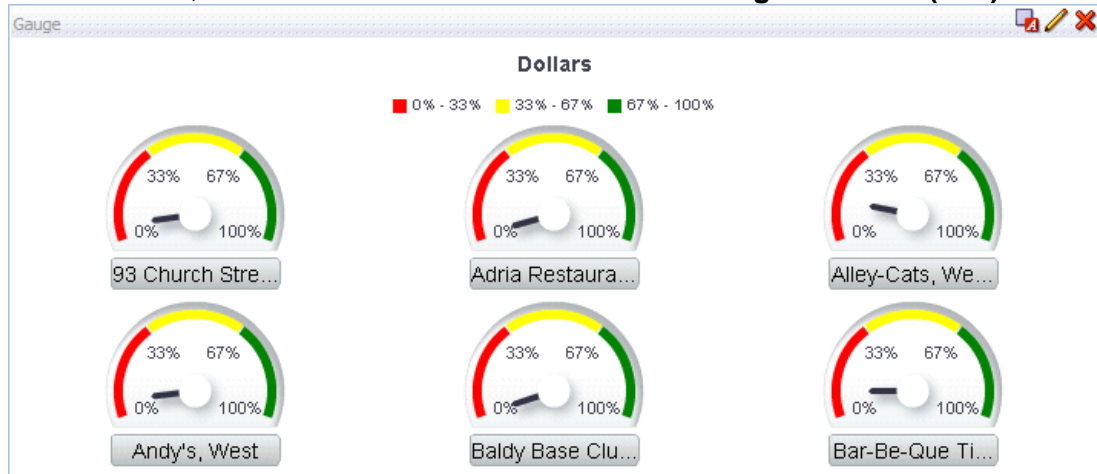 Gauge
Dollars
0% - 33% 33% - 67% 67% - 100%
33% 67% 33% 67% 33% 67%
0% 100% 0% 100% 0% 100%
93 Church Stre... Adria Restaura... Alley-Cats, We...
33% 67% 33% 67% 33% 67%
0% 100% 0% 100% 0% 100%
Andy's, West Baldy Base Clu... Bar-Be-Que Ti...